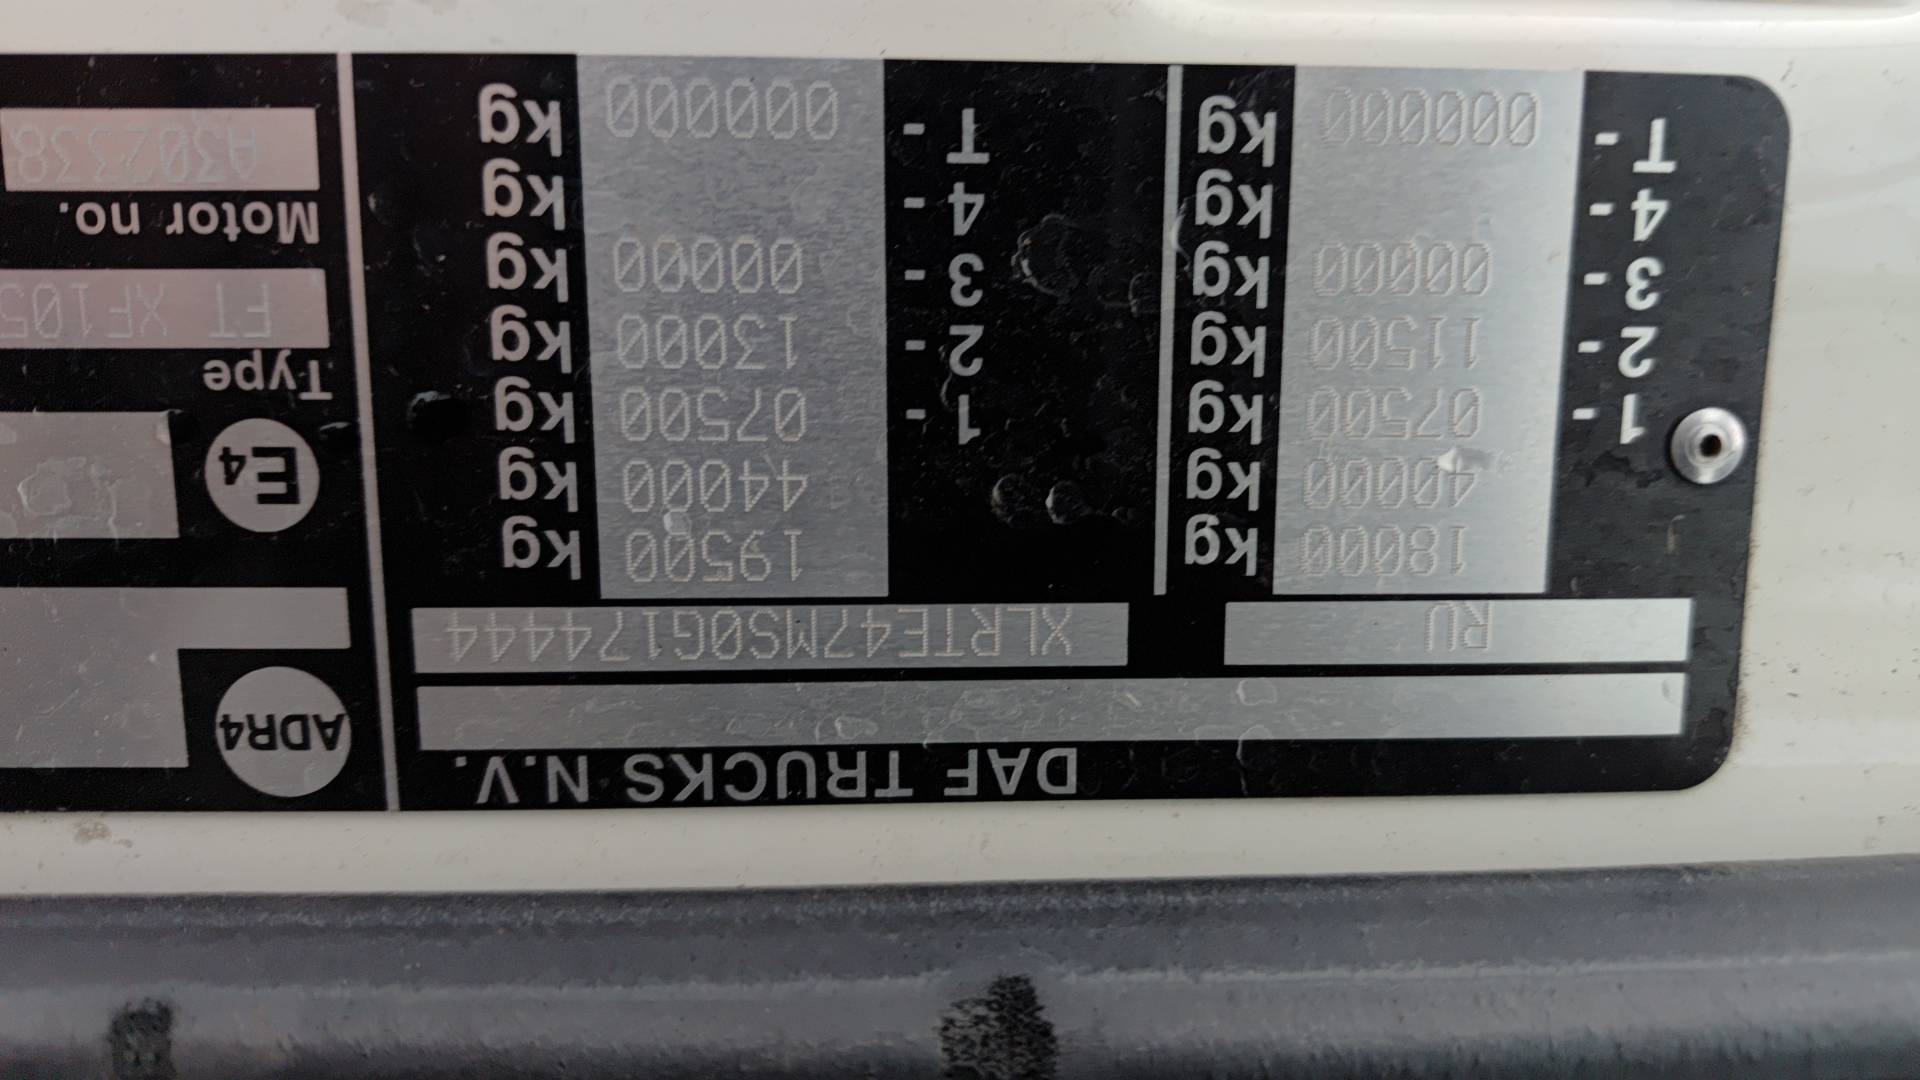 DAF TRUCKS N.V.
RU
XLRTE47MS0G174444
18000 kg
40000 kg
1 - 07500 kg
2 - 11500 kg
3 - 00000 kg
4 - kg
T - 000000 kg
19500 kg
44000 kg
1 - 07500 kg
2 - 13000 kg
3 - 00000 kg
4 - kg
T - 000000 kg
ADR4
E4
Type
FT XF105
Motor no.
A302338